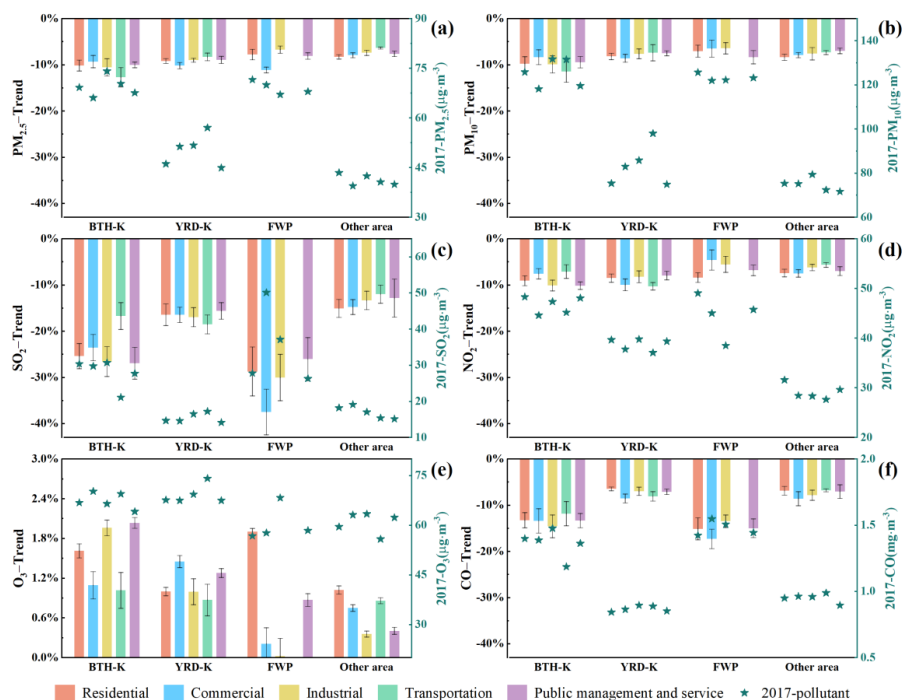 0%
-10%
-20%
-30%
-40%
PM2.5−Trend
(a)
90
75
60
45
30
2017-PM2.5(μg·m-3)
BTH-K YRD-K FWP Other area
0%
-10%
-20%
-30%
-40%
PM10−Trend
(b)
140
120
100
80
60
2017-PM10(μg·m-3)
BTH-K YRD-K FWP Other area
0%
-10%
-20%
-30%
-40%
SO2−Trend
(c)
60
50
40
30
20
10
2017-SO2(μg·m-3)
BTH-K YRD-K FWP Other area
0%
-10%
-20%
-30%
-40%
NO2−Trend
(d)
60
50
40
30
20
2017-NO2(μg·m-3)
BTH-K YRD-K FWP Other area
3.0%
2.4%
1.8%
1.2%
0.6%
0.0%
O3−Trend
(e)
75
60
45
30
2017-O3(μg·m-3)
BTH-K YRD-K FWP Other area
0%
-10%
-20%
-30%
-40%
CO−Trend
(f)
2.0
1.5
1.0
0.5
2017-CO(mg·m-3)
BTH-K YRD-K FWP Other area
Residential Commercial Industrial Transportation Public management and service 2017-pollutant